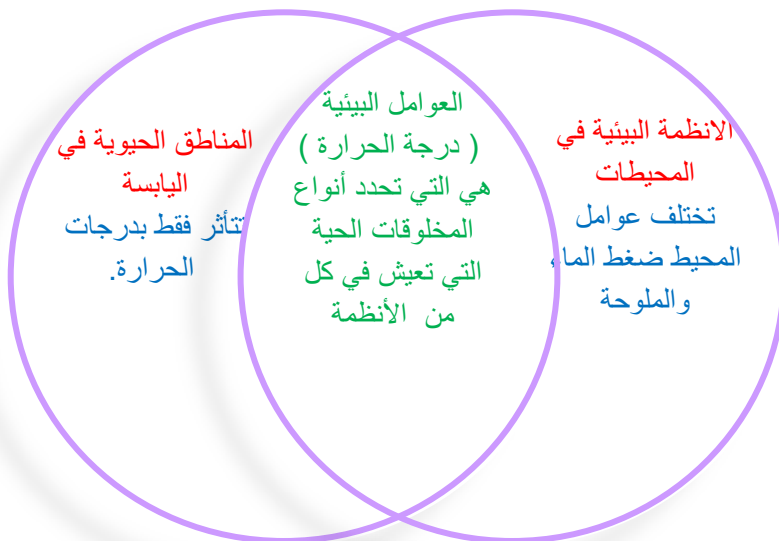 الانظمة البيئية في
المحيطات
تختلف عوامل
المحيط ضغط الماء
والملوحة
العوامل البيئية
( درجة الحرارة )
هي التي تحدد أنواع
المخلوقات الحية
التي تعيش في كل
من الأنظمة
المناطق الحيوية في
اليابسة
تتأثر فقط بدرجات
الحرارة.